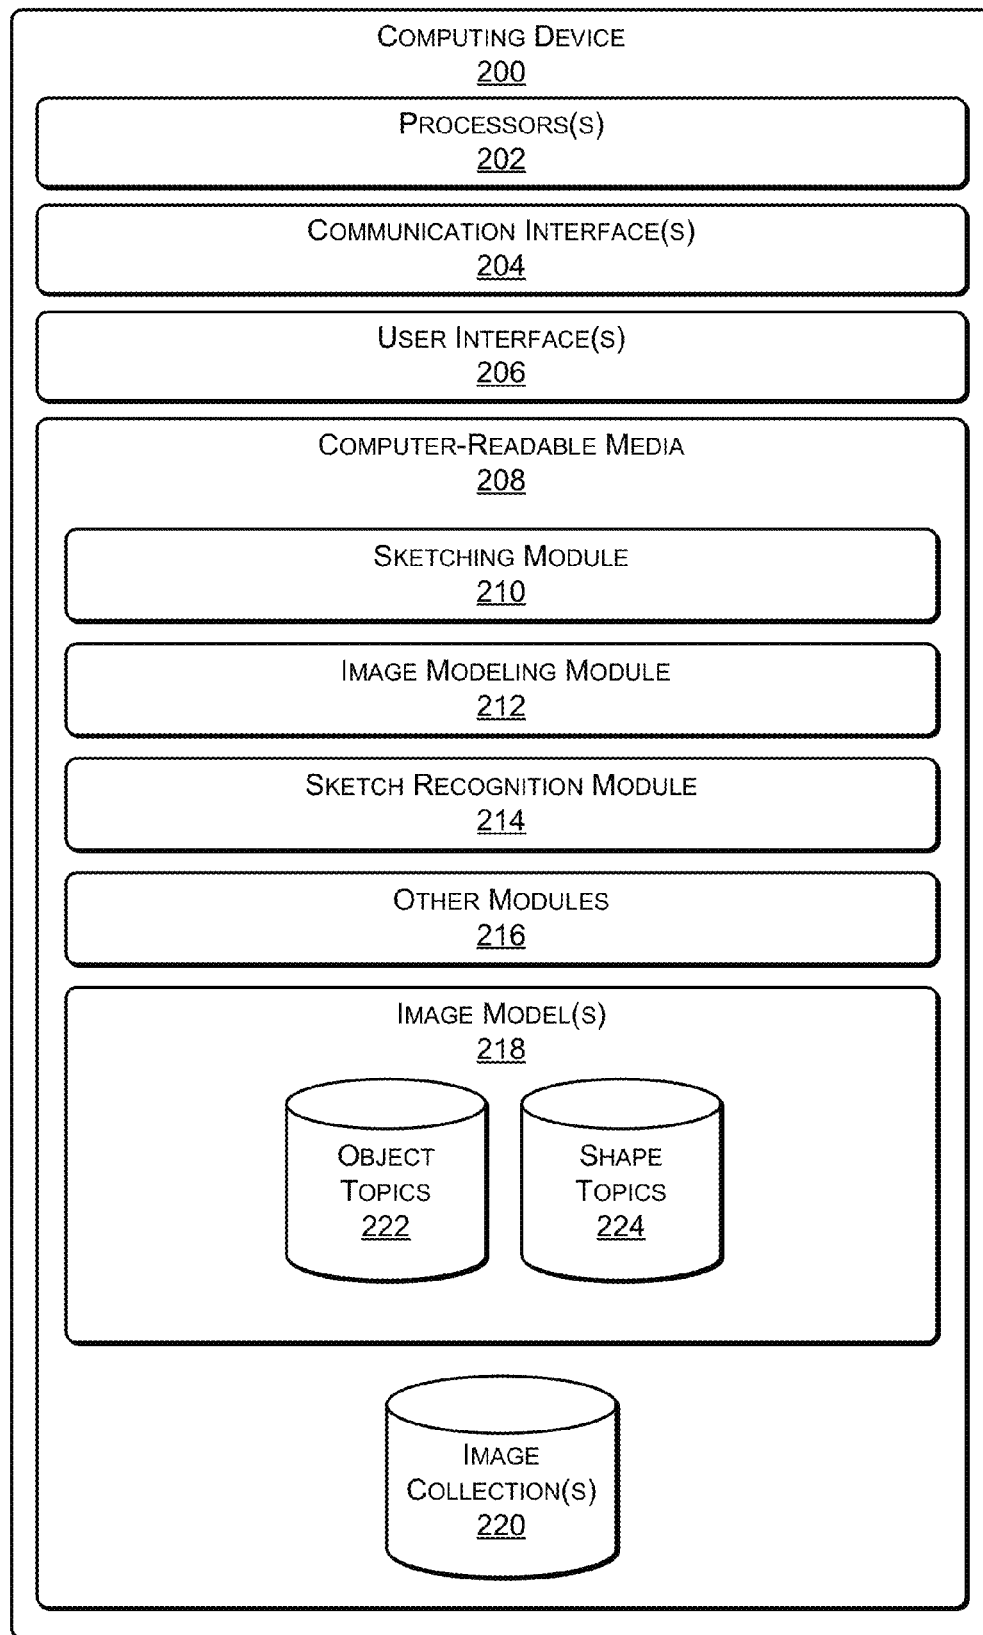 COMPUTING DEVICE
200
PROCESSORS(S)
202
COMMUNICATION INTERFACE(S)
204
USER INTERFACE(S)
206
COMPUTER-READABLE MEDIA
208
SKETCHING MODULE
210
IMAGE MODELING MODULE
212
SKETCH RECOGNITION MODULE
214
OTHER MODULES
216
IMAGE MODEL(S)
218
OBJECT
TOPICS
222
SHAPE
TOPICS
224
IMAGE
COLLECTION(S)
220